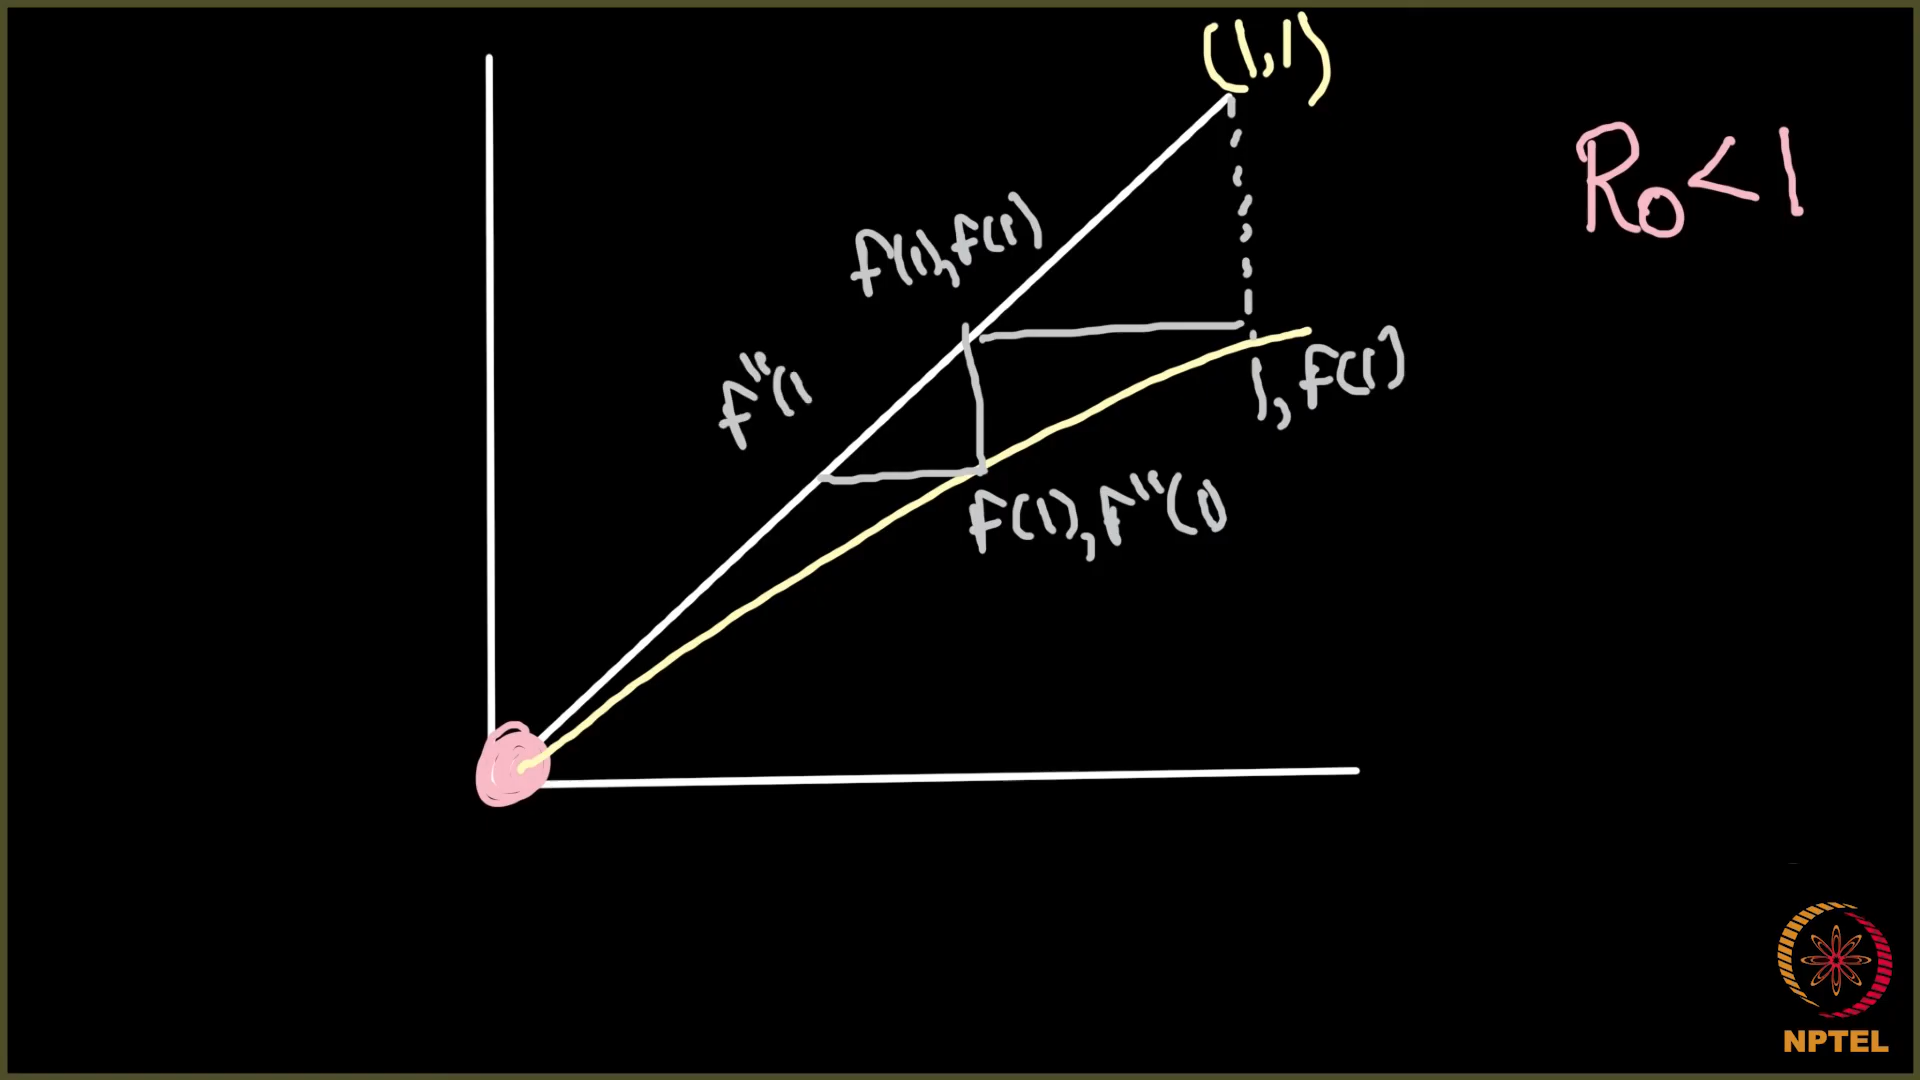 (1,1)
R0<1
f(1), f(1)
1, f(1)
f"(1
f(1), f"(1)
NPTEL